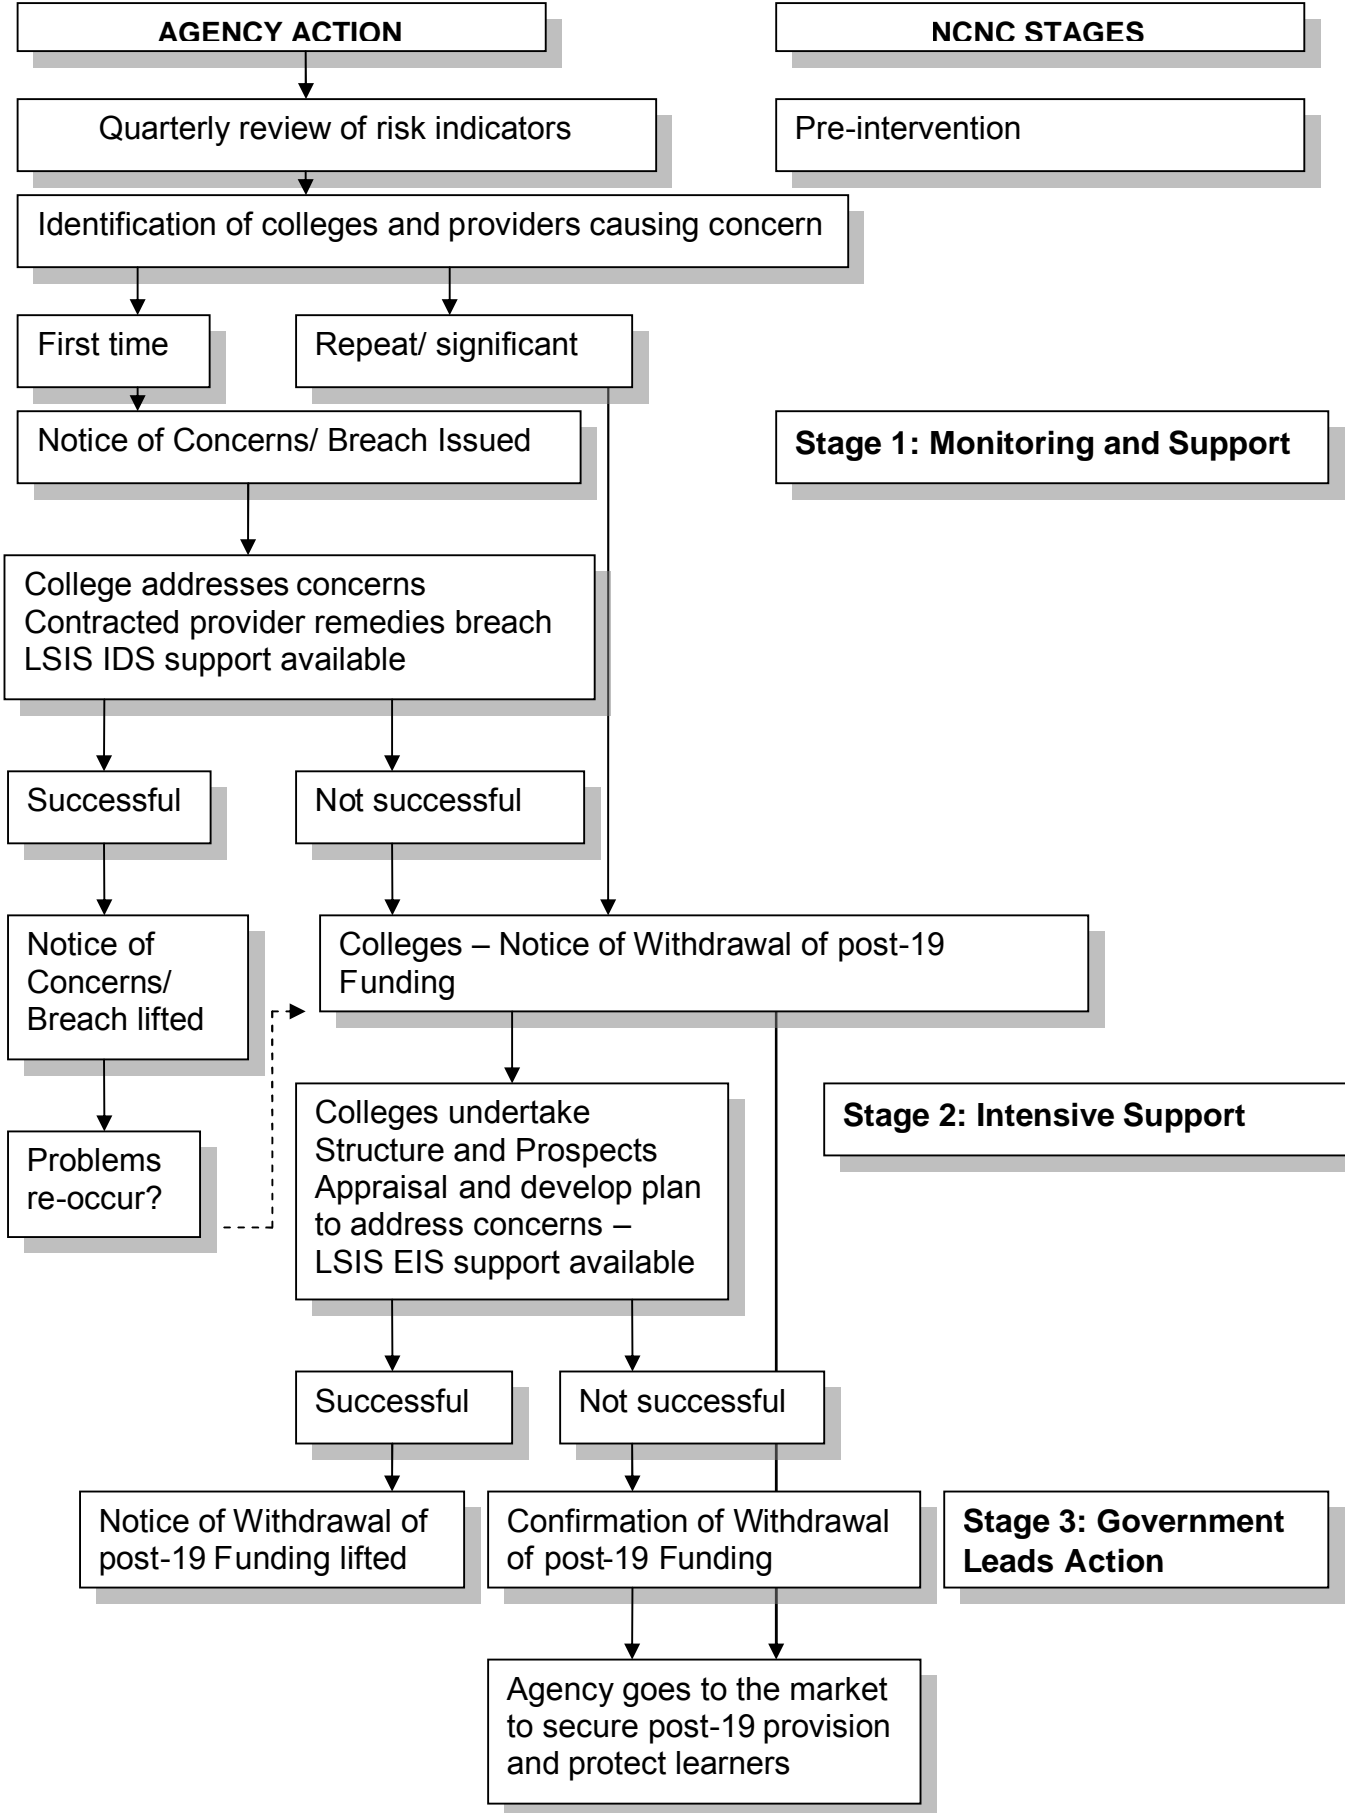 AGENCY ACTION
NCNC STAGES
Quarterly review of risk indicators
Pre-intervention
Identification of colleges and providers causing concern
First time
Repeat/ significant
Notice of Concerns/ Breach Issued
Stage 1: Monitoring and Support
College addresses concerns
Contracted provider remedies breach
LSIS IDS support available
Successful
Not successful
Notice of
Concerns/
Breach lifted
Colleges – Notice of Withdrawal of post-19
Funding
Problems
re-occur?
Colleges undertake
Structure and Prospects
Appraisal and develop plan
to address concerns –
LSIS EIS support available
Stage 2: Intensive Support
Successful
Not successful
Notice of Withdrawal of
post-19 Funding lifted
Confirmation of Withdrawal
of post-19 Funding
Stage 3: Government
Leads Action
Agency goes to the market
to secure post-19 provision
and protect learners